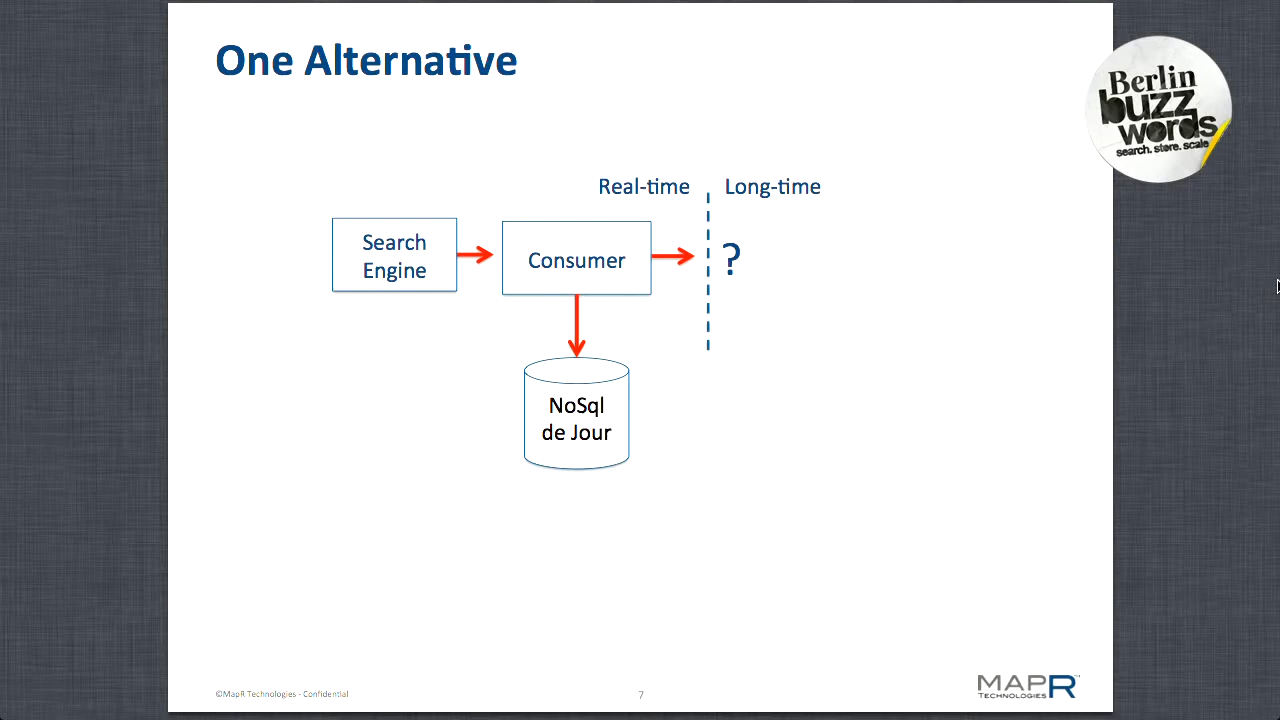 One Alternative
Berlin
buzz
words
search. store. scale
Real-time
Long-time
Search
Engine
Consumer
?
NoSql
de Jour
©MapR Technologies - Confidential
7
MAPR™
TECHNOLOGIES